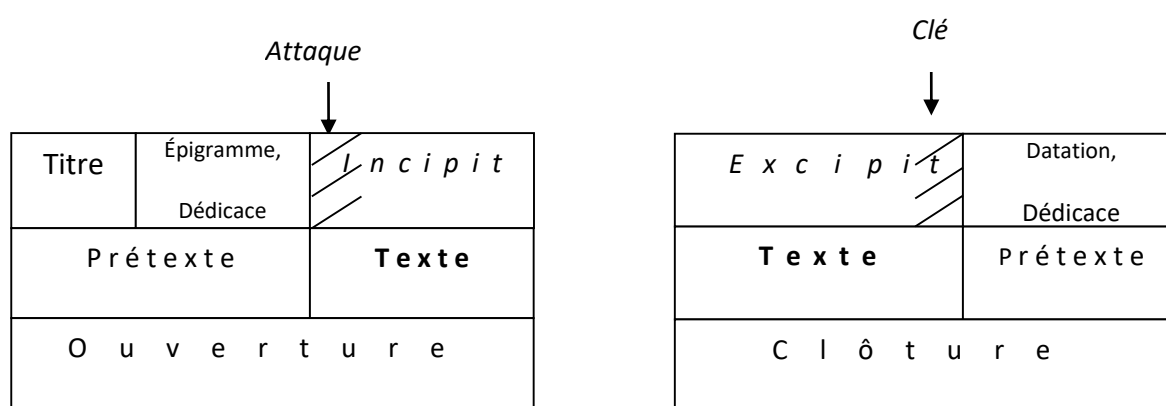 Attaque
Titre
Épigramme,
Dédicace
Incipit
Prétexte
Texte
Ouverture
Clé
Excipit
Datation,
Dédicace
Texte
Prétexte
Clôture